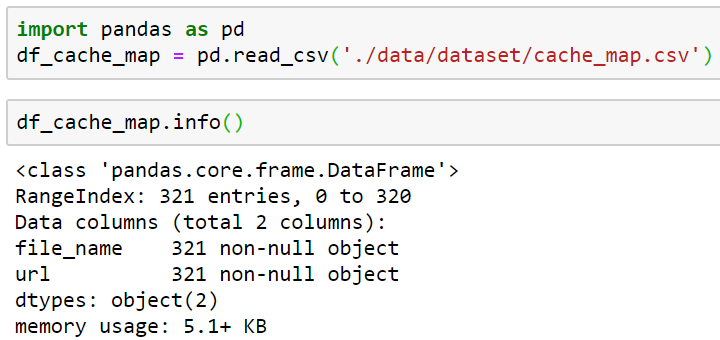 import pandas as pd
df_cache_map = pd.read_csv('./data/dataset/cache_map.csv')
df_cache_map.info()
<class 'pandas.core.frame.DataFrame'>
RangeIndex: 321 entries, 0 to 320
Data columns (total 2 columns):
file_name    321 non-null object
url          321 non-null object
dtypes: object(2)
memory usage: 5.1+ KB